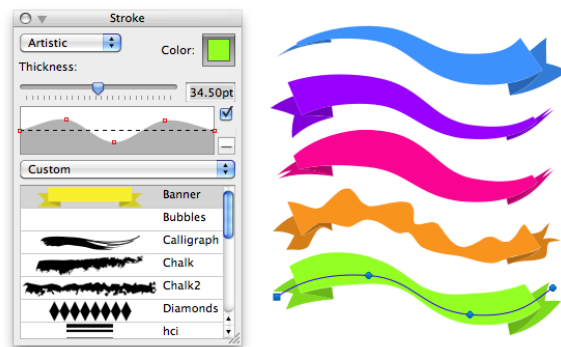 Stroke
Artistic
Color:
Thickness:
34.50pt
Custom
Banner
Bubbles
Calligraph
Chalk
Chalk2
Diamonds
hci